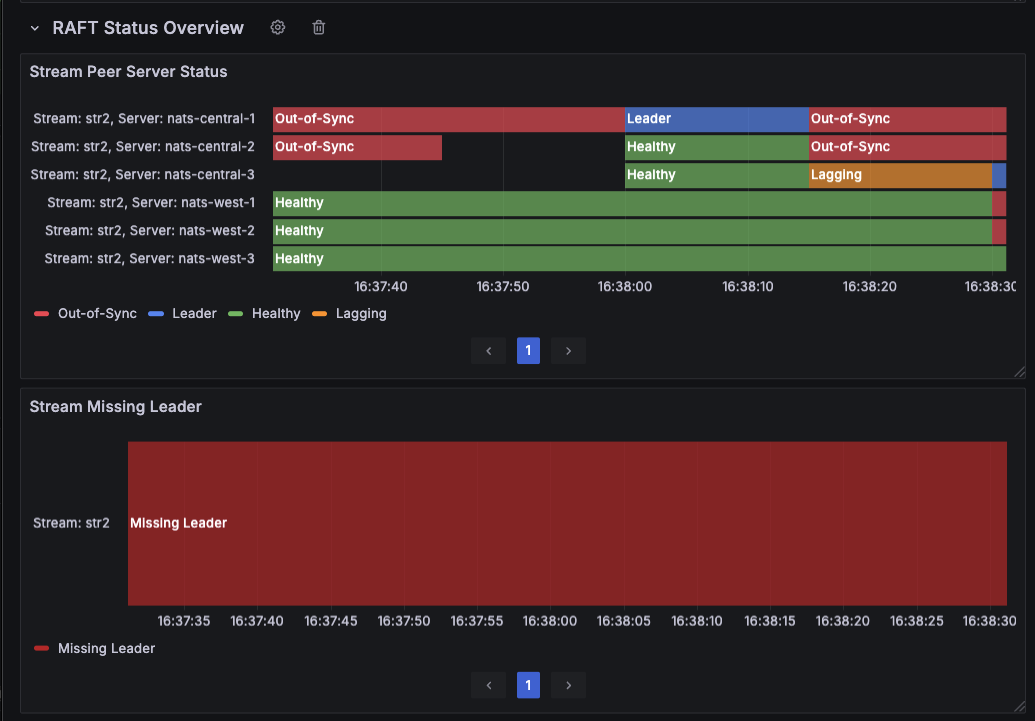 RAFT Status Overview
Stream Peer Server Status
Stream: str2, Server: nats-central-1 Out-of-Sync Leader Out-of-Sync
Stream: str2, Server: nats-central-2 Out-of-Sync Healthy Out-of-Sync
Stream: str2, Server: nats-central-3 Healthy Lagging
Stream: str2, Server: nats-west-1 Healthy
Stream: str2, Server: nats-west-2 Healthy
Stream: str2, Server: nats-west-3 Healthy
16:37:40 16:37:50 16:38:00 16:38:10 16:38:20 16:38:30
Out-of-Sync Leader Healthy Lagging
1
Stream Missing Leader
Stream: str2 Missing Leader
16:37:35 16:37:40 16:37:45 16:37:50 16:37:55 16:38:00 16:38:05 16:38:10 16:38:15 16:38:20 16:38:25 16:38:30
Missing Leader
1